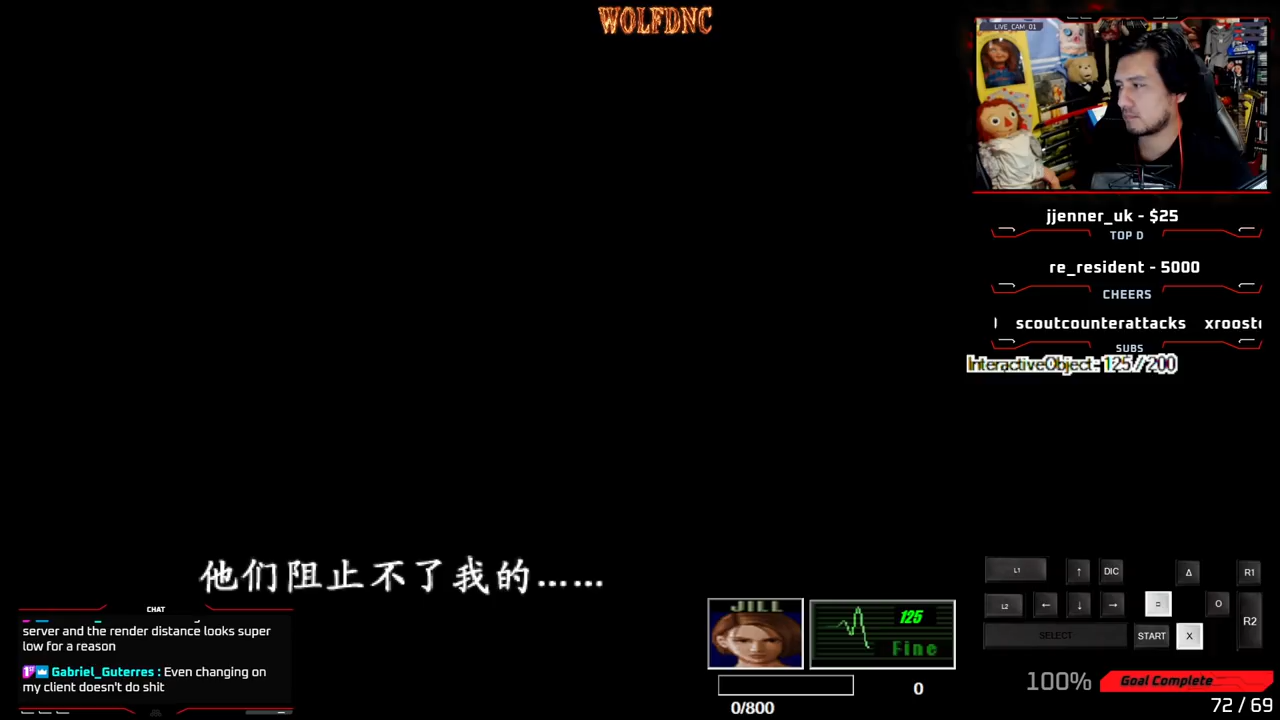 WOLFDNC
LIVE CAM 01
jjenner_uk - $25
TOP D
re_resident - 5000
CHEERS
scoutcounterattacks xroost
SUBS
InteractiveObject: 125 / 200
他们阻止不了我的……
CHAT
server and the render distance looks super
low for a reason
Gabriel_Guterres : Even changing on
my client doesn't do shit
JILL
125
Fine
0/800
0
L1 ↑ DIC Δ R1
L2 ← ↓ → □ O R2
SELECT START X
100% Goal Complete
72 / 69